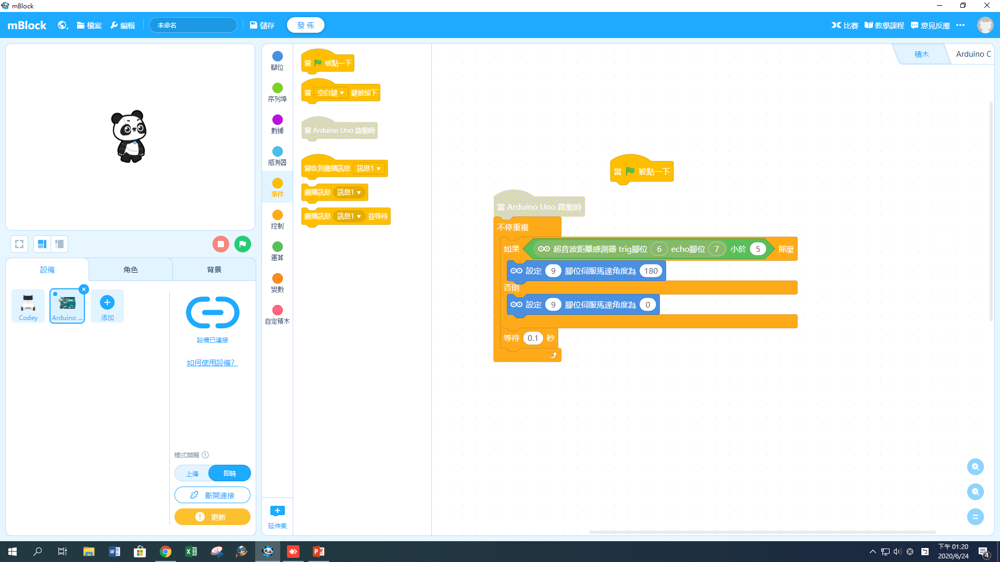 mBlock
mBlock 檔案 編輯 未命名 儲存 發佈 比賽 教學課程 意見反應
積木 Arduino C
腳位
序列埠
數據
感測器
事件
控制
運算
變數
自定積木
延伸集
當 被點一下
當 空白鍵 鍵被按下
當 Arduino Uno 啟動時
當收到廣播訊息 訊息1
廣播訊息 訊息1
廣播訊息 訊息1 並等待
當 被點一下
當 Arduino Uno 啟動時
不停重複
如果 超音波距離感測器 trig腳位 6 echo腳位 7 小於 5 那麼
設定 9 腳位伺服馬達角度為 180
否則
設定 9 腳位伺服馬達角度為 0
等待 0.1 秒
設備 角色 背景
Codey Arduino ... 添加
設備已連接
如何使用設備?
模式開關
上傳 即時
斷開連接
更新
下午 01:20
2020/6/24
4